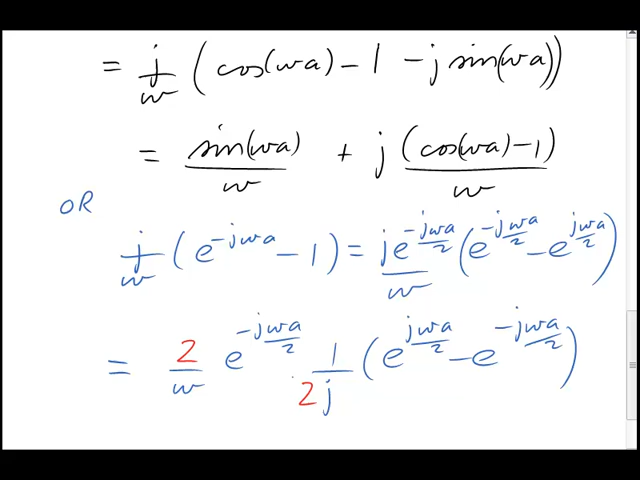 = j/w (cos(wa) - 1 - j sin(wa))
= sin(wa)/w + j (cos(wa) - 1)/w
OR
j/w (e^{-jwa} - 1) = je^{-jwa/2}/w (e^{-jwa/2} - e^{jwa/2})
= 2/w e^{-jwa/2} 1/2j (e^{jwa/2} - e^{-jwa/2})